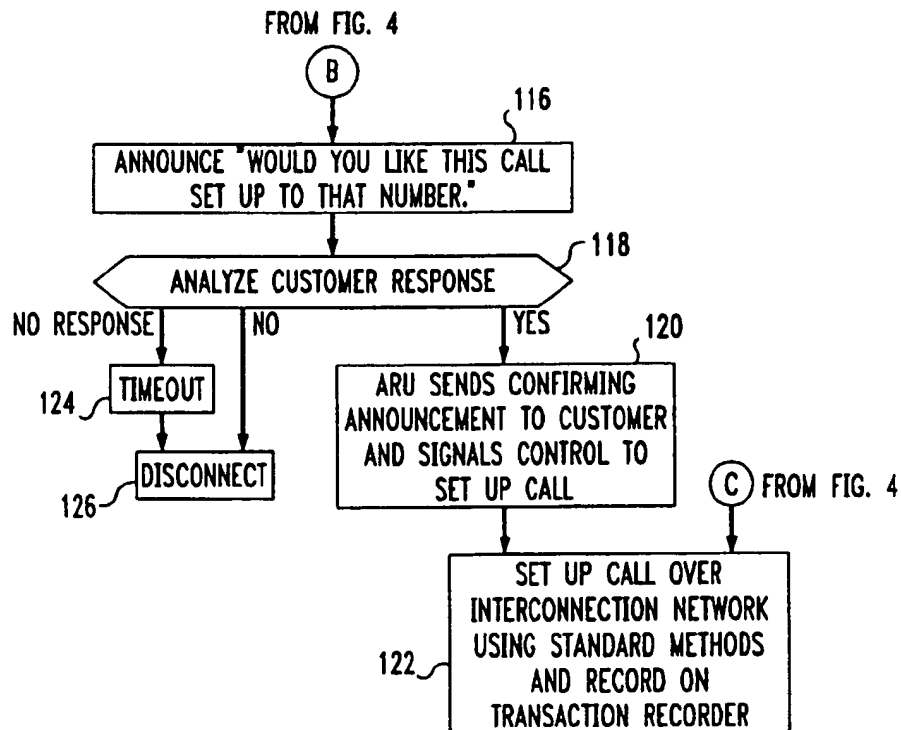 FROM FIG. 4
B
116
ANNOUNCE "WOULD YOU LIKE THIS CALL
SET UP TO THAT NUMBER."
118
ANALYZE CUSTOMER RESPONSE
NO RESPONSE
NO
YES
120
124
TIMEOUT
ARU SENDS CONFIRMING
ANNOUNCEMENT TO CUSTOMER
AND SIGNALS CONTROL TO
SET UP CALL
126
DISCONNECT
C
FROM FIG. 4
122
SET UP CALL OVER
INTERCONNECTION NETWORK
USING STANDARD METHODS
AND RECORD ON
TRANSACTION RECORDER